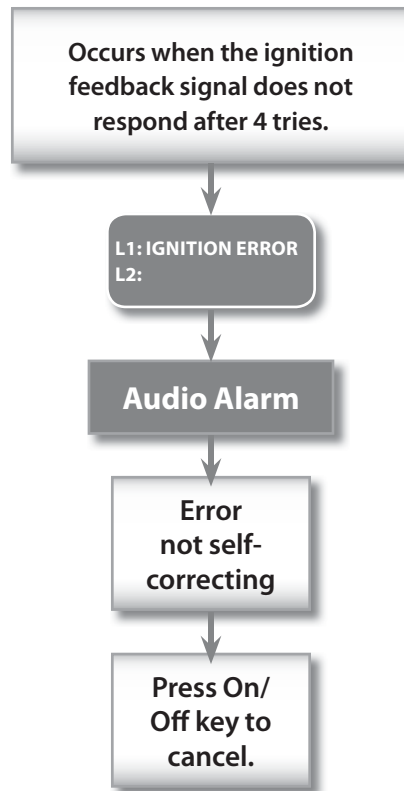 Occurs when the ignition
feedback signal does not
respond after 4 tries.
L1: IGNITION ERROR
L2:
Audio Alarm
Error
not self-
correcting
Press On/
Off key to
cancel.